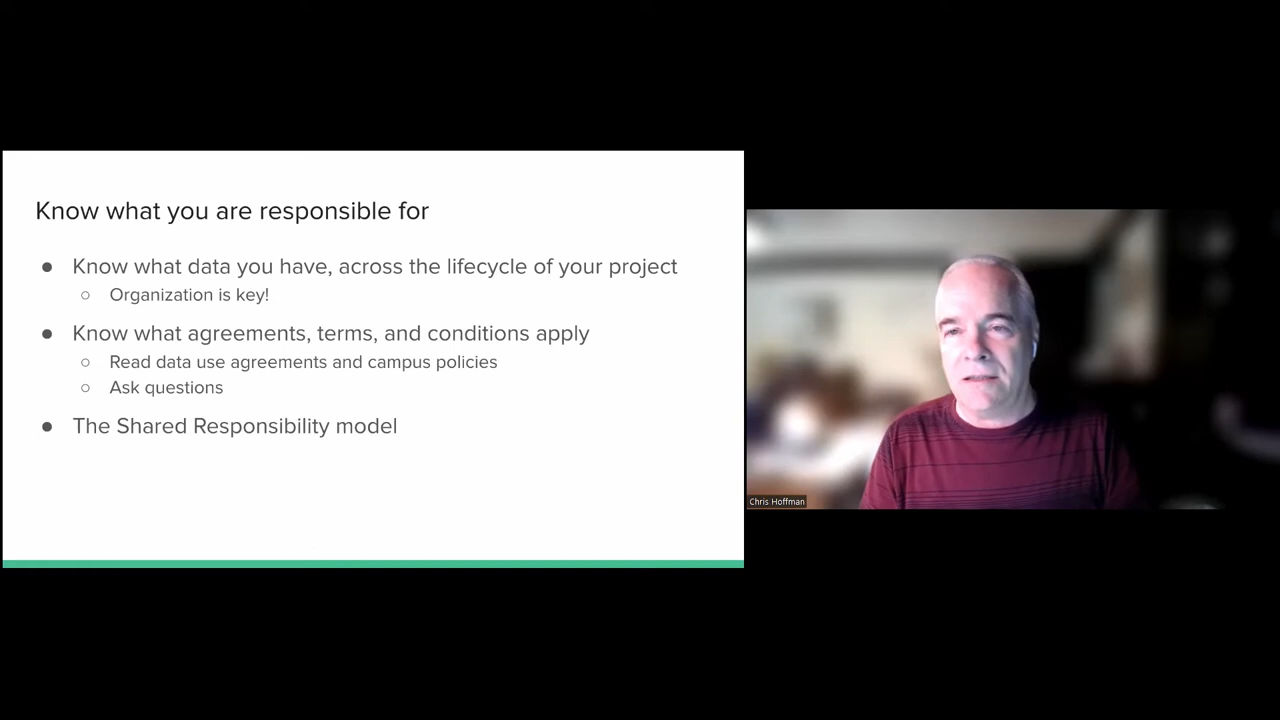 Know what you are responsible for
● Know what data you have, across the lifecycle of your project
○ Organization is key!
● Know what agreements, terms, and conditions apply
○ Read data use agreements and campus policies
○ Ask questions
● The Shared Responsibility model
Chris Hoffman